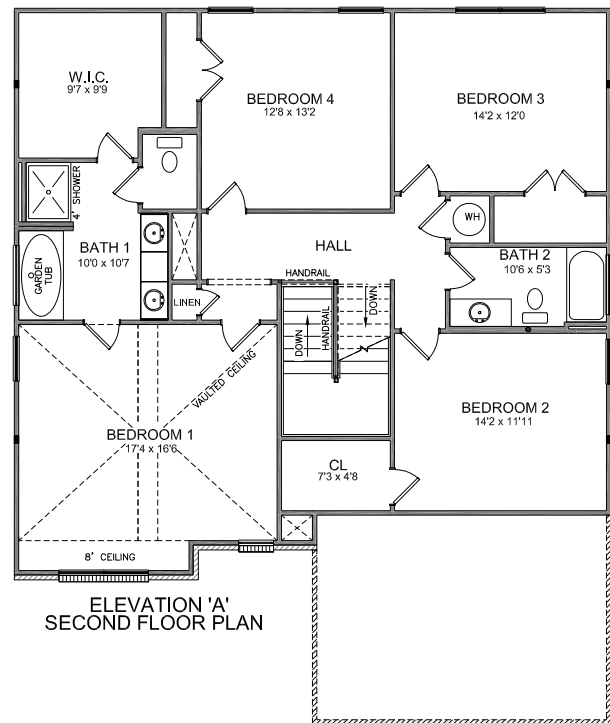 W.I.C.
9'7 x 9'9
BEDROOM 4
12'8 x 13'2
BEDROOM 3
14'2 x 12'0
4' SHOWER
WH
BATH 1
10'0 x 10'7
GARDEN
TUB
HALL
BATH 2
10'6 x 5'3
HANDRAIL
LINEN
DOWN
HANDRAIL
DOWN
VAULTED CEILING
BEDROOM 1
17'4 x 16'6
BEDROOM 2
14'2 x 11'11
CL
7'3 x 4'8
8' CEILING
ELEVATION 'A'
SECOND FLOOR PLAN